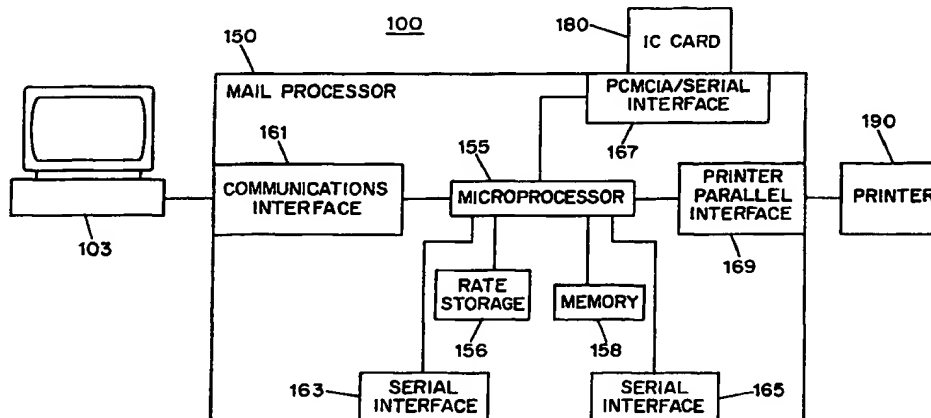 100
150
180
IC CARD
MAIL PROCESSOR
PCMCIA/SERIAL
INTERFACE
167
190
161
155
COMMUNICATIONS
INTERFACE
MICROPROCESSOR
PRINTER
PARALLEL
INTERFACE
PRINTER
103
169
RATE
STORAGE
MEMORY
156
158
163
SERIAL
INTERFACE
SERIAL
INTERFACE
165